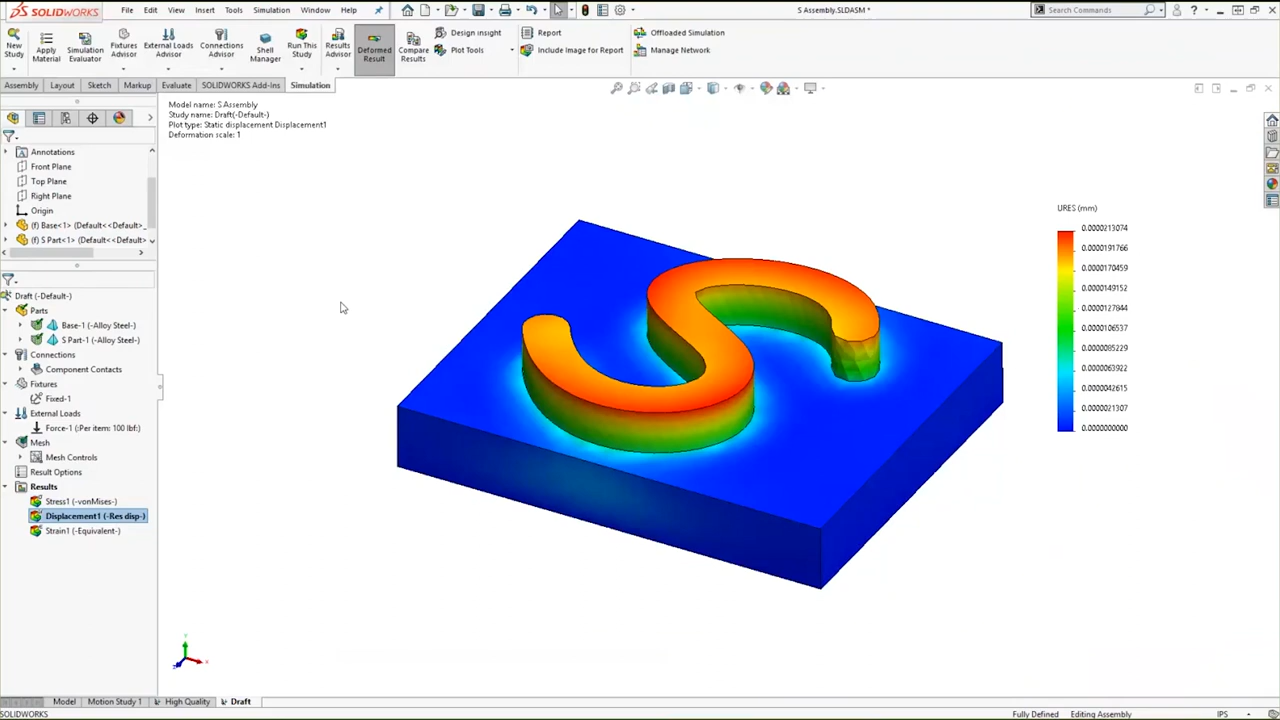 SOLIDWORKS
File Edit View Insert Tools Simulation Window Help
S Assembly.SLDASM *
Search Commands
New Study
Apply Material
Simulation Evaluator
Fixtures Advisor
External Loads Advisor
Connections Advisor
Shell Manager
Run This Study
Results Advisor
Deformed Result
Compare Results
Design Insight
Plot Tools
Report
Include Image for Report
Offloaded Simulation
Manage Network
Assembly Layout Sketch Markup Evaluate SOLIDWORKS Add-Ins Simulation
Model name: S Assembly
Study name: Draft(-Default-)
Plot type: Static displacement Displacement1
Deformation scale: 1
Annotations
Front Plane
Top Plane
Right Plane
Origin
(f) Base<1> (Default<<Default>_
(f) S Part<1> (Default<<Default>
Draft (-Default-)
Parts
Base-1 (-Alloy Steel-)
S Part-1 (-Alloy Steel-)
Connections
Component Contacts
Fixtures
Fixed-1
External Loads
Force-1 (:Per item: 100 lbf:)
Mesh
Mesh Controls
Result Options
Results
Stress1 (-vonMises-)
Displacement1 (-Res disp-)
Strain1 (-Equivalent-)
URES (mm)
0.0000213074
0.0000191766
0.0000170459
0.0000149152
0.0000127844
0.0000106537
0.0000085229
0.0000063922
0.0000042615
0.0000021307
0.0000000000
Y
X
Z
Model Motion Study 1 High Quality Draft
SOLIDWORKS
Fully Defined Editing Assembly IPS